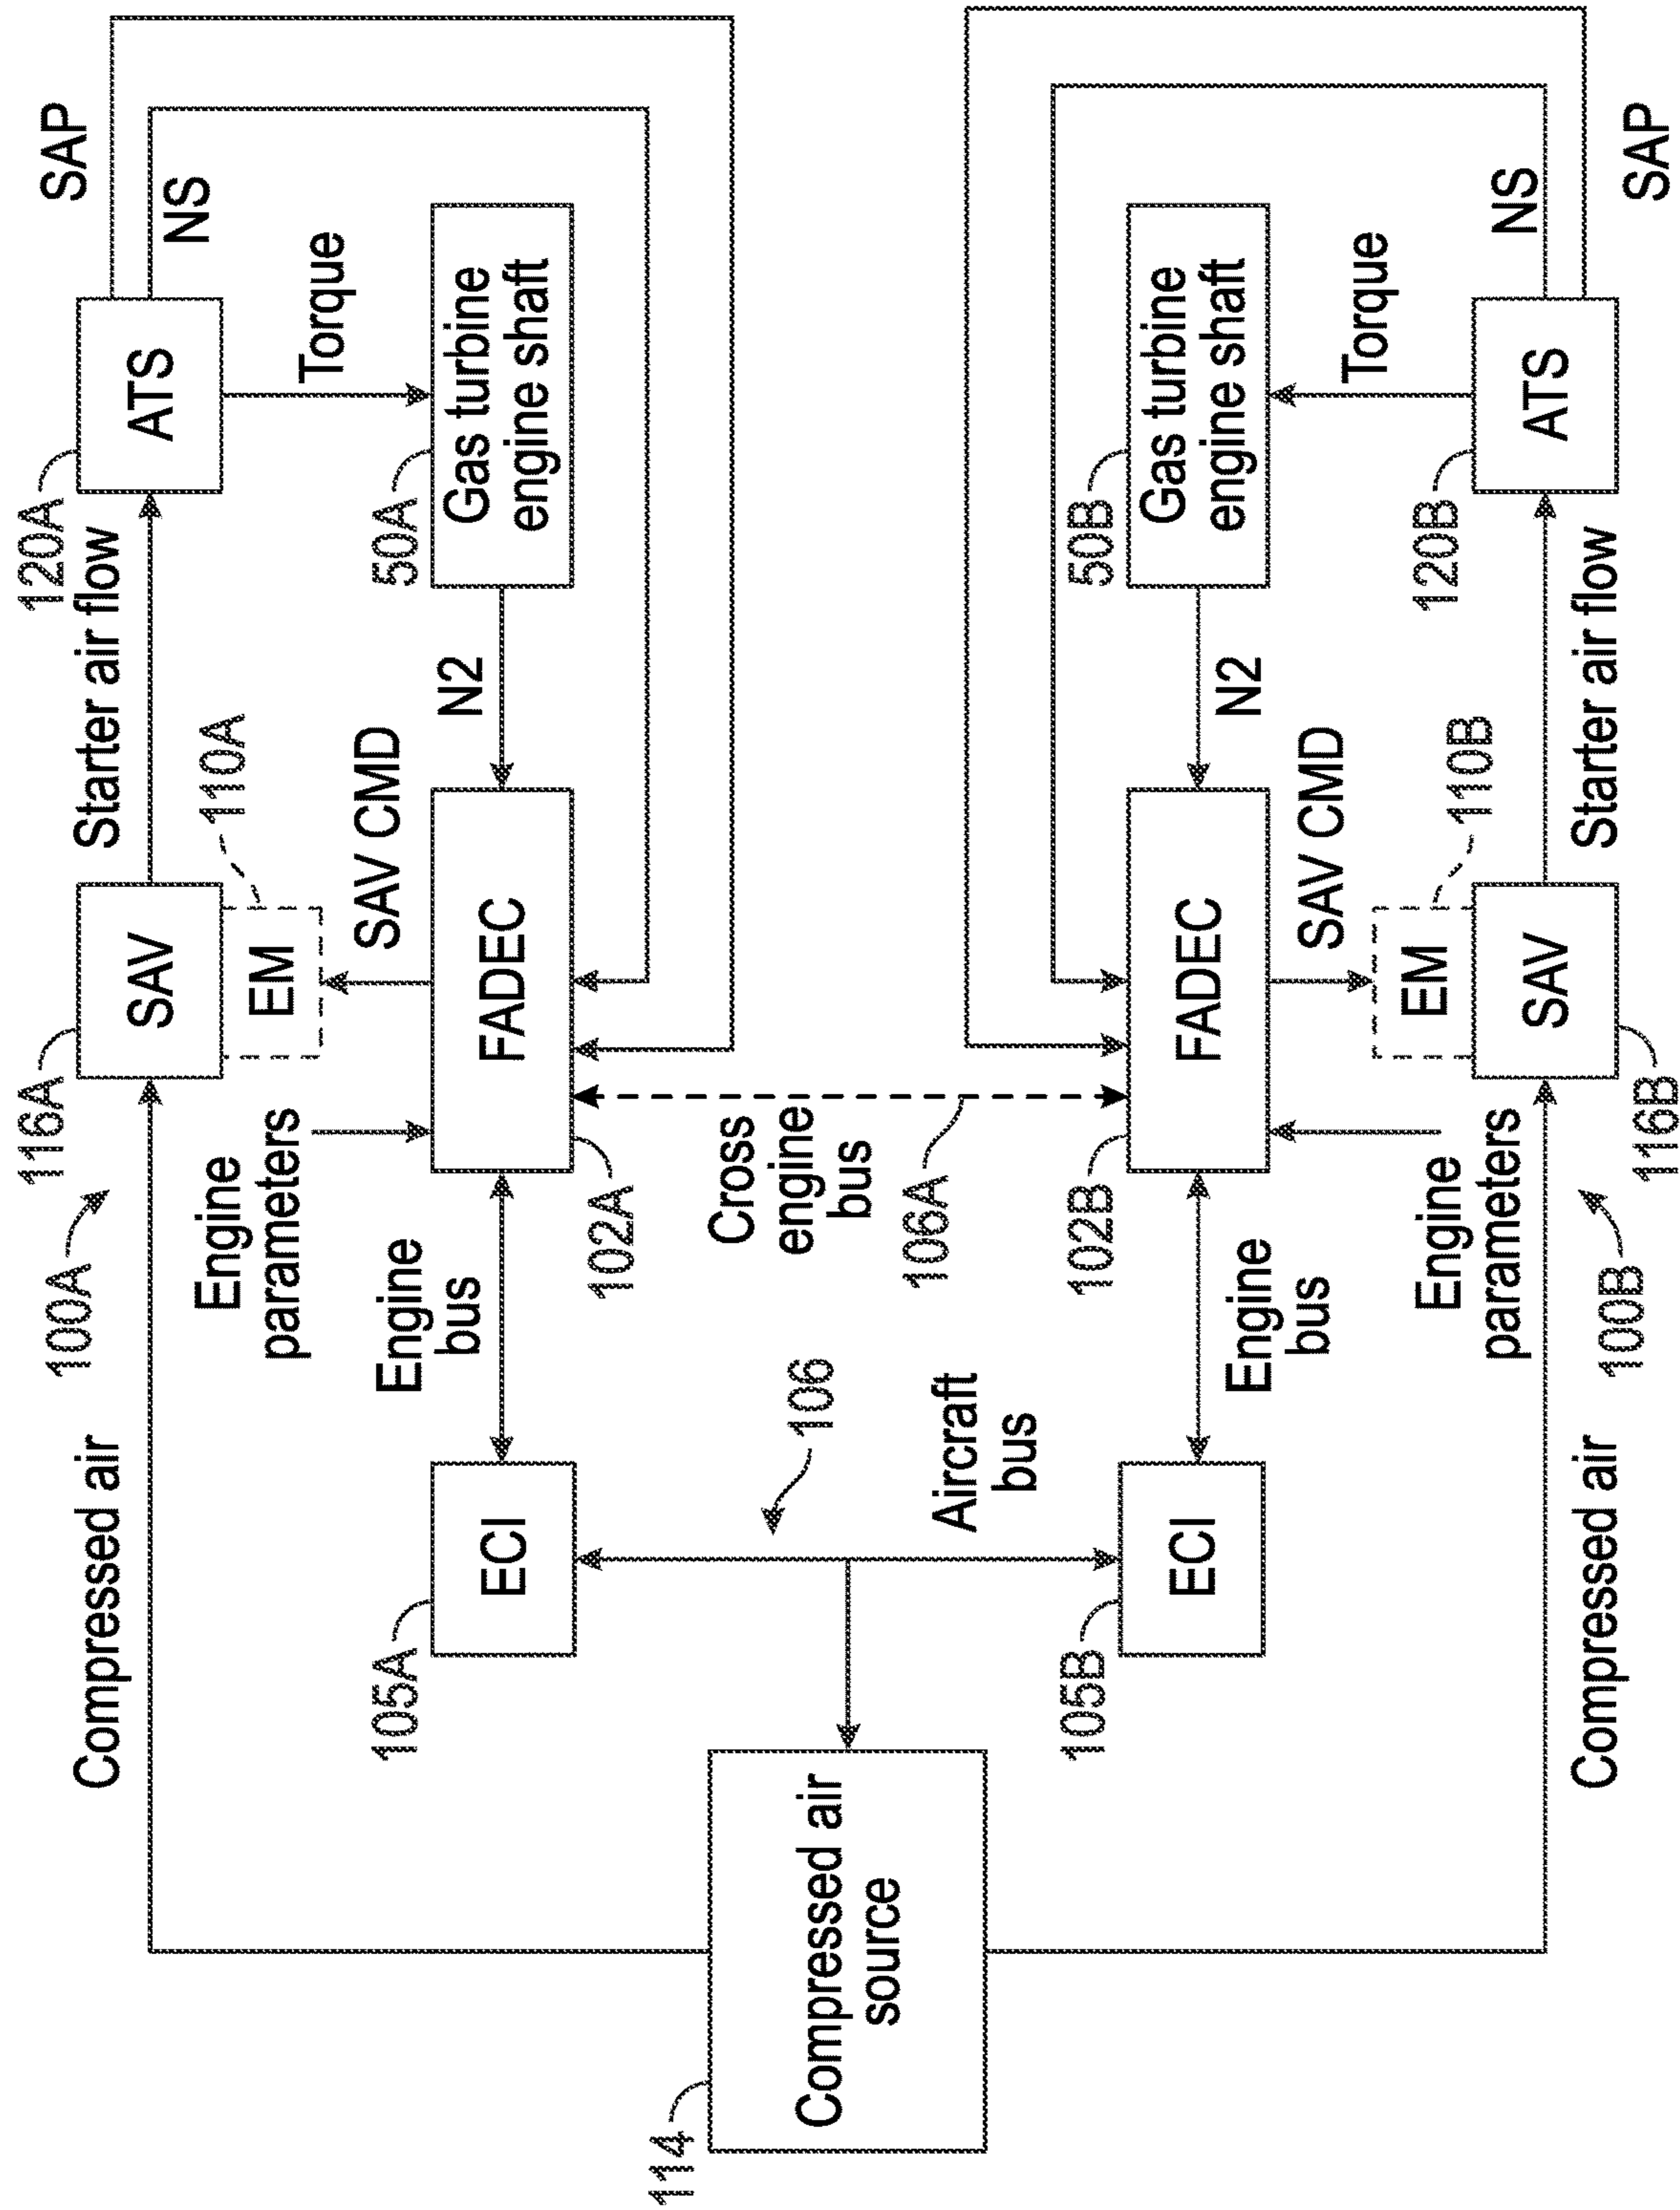 116A
120A
SAP
100A
Compressed air
Starter air flow
SAV
ATS
NS
110A
Engine
parameters
EM
Torque
SAV CMD
105A
Engine
bus
50A
N2
Gas turbine
engine shaft
ECI
FADEC
102A
114
Compressed air
source
106
Cross
engine
bus
106A
Aircraft
bus
105B
102B
50B
ECI
FADEC
Gas turbine
engine shaft
Engine
bus
N2
SAV CMD
Torque
EM
110B
Engine
parameters
120B
NS
SAV
ATS
Compressed air
Starter air flow
100B
116B
SAP